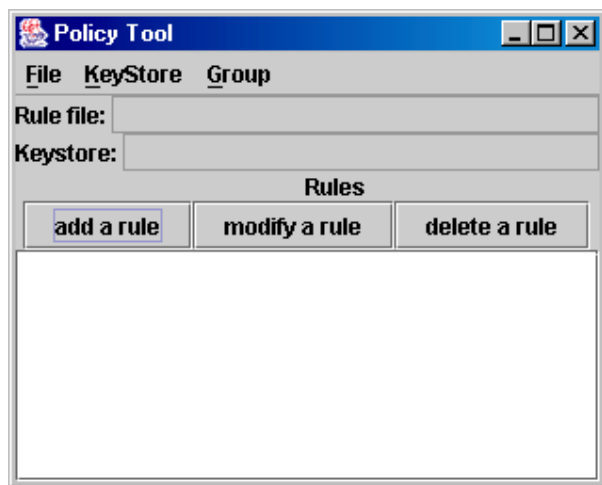 Policy Tool
File KeyStore Group
Rule file:
Keystore:
Rules
add a rule modify a rule delete a rule